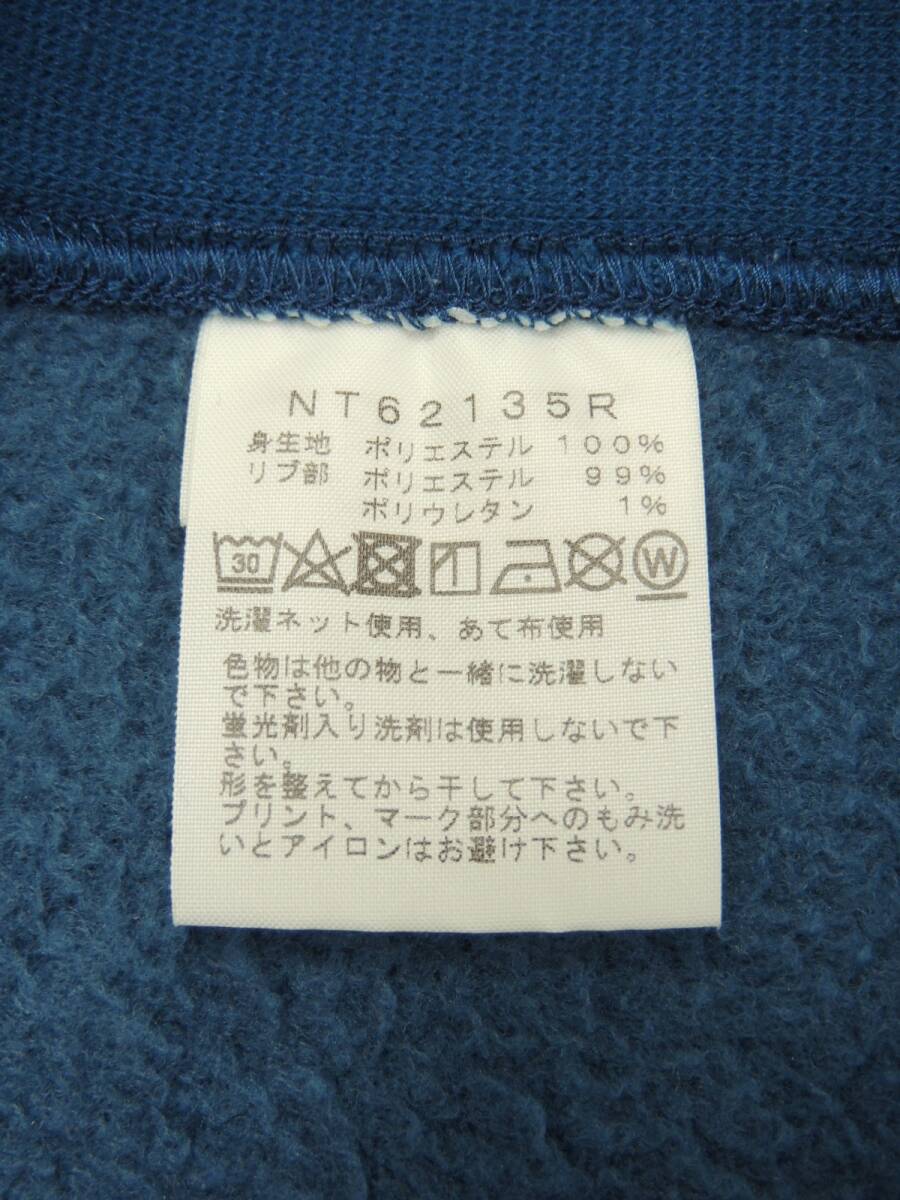 NT62135R
身生地 ポリエステル 100%
リブ部 ポリエステル 99%
ポリウレタン 1%
30 W
洗濯ネット使用、あて布使用
色物は他の物と一緒に洗濯しない
で下さい。
蛍光剤入り洗剤は使用しないで下
さい。
形を整えてから干して下さい。
プリント、マーク部分へのもみ洗
いとアイロンはお避け下さい。